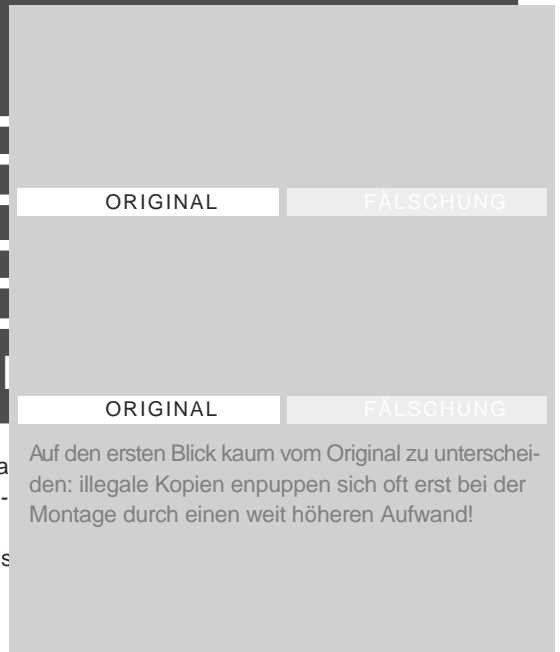 ORIGINAL FÄLSCHUNG
ORIGINAL FÄLSCHUNG
Auf den ersten Blick kaum vom Original zu unterschei-
den: illegale Kopien enpuppen sich oft erst bei der
Montage durch einen weit höheren Aufwand!